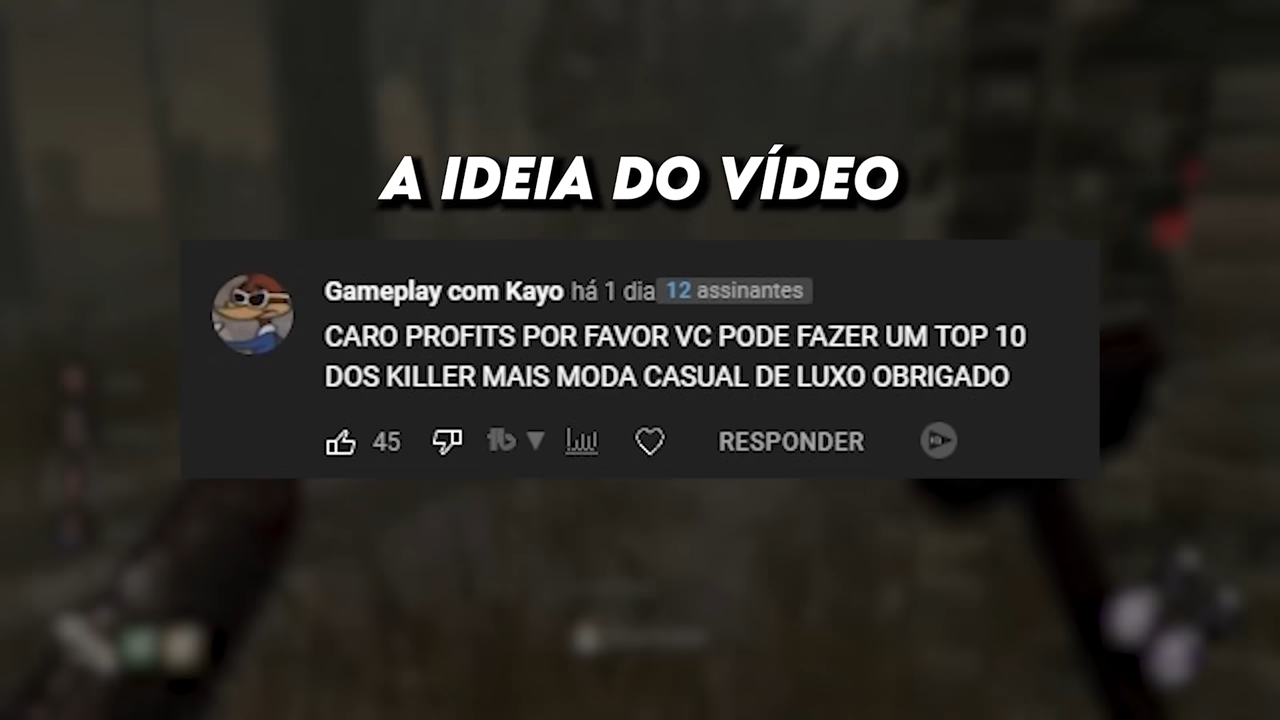 A IDEIA DO VÍDEO
Gameplay com Kayo há 1 dia 12 assinantes
CARO PROFITS POR FAVOR VC PODE FAZER UM TOP 10
DOS KILLER MAIS MODA CASUAL DE LUXO OBRIGADO
45 RESPONDER